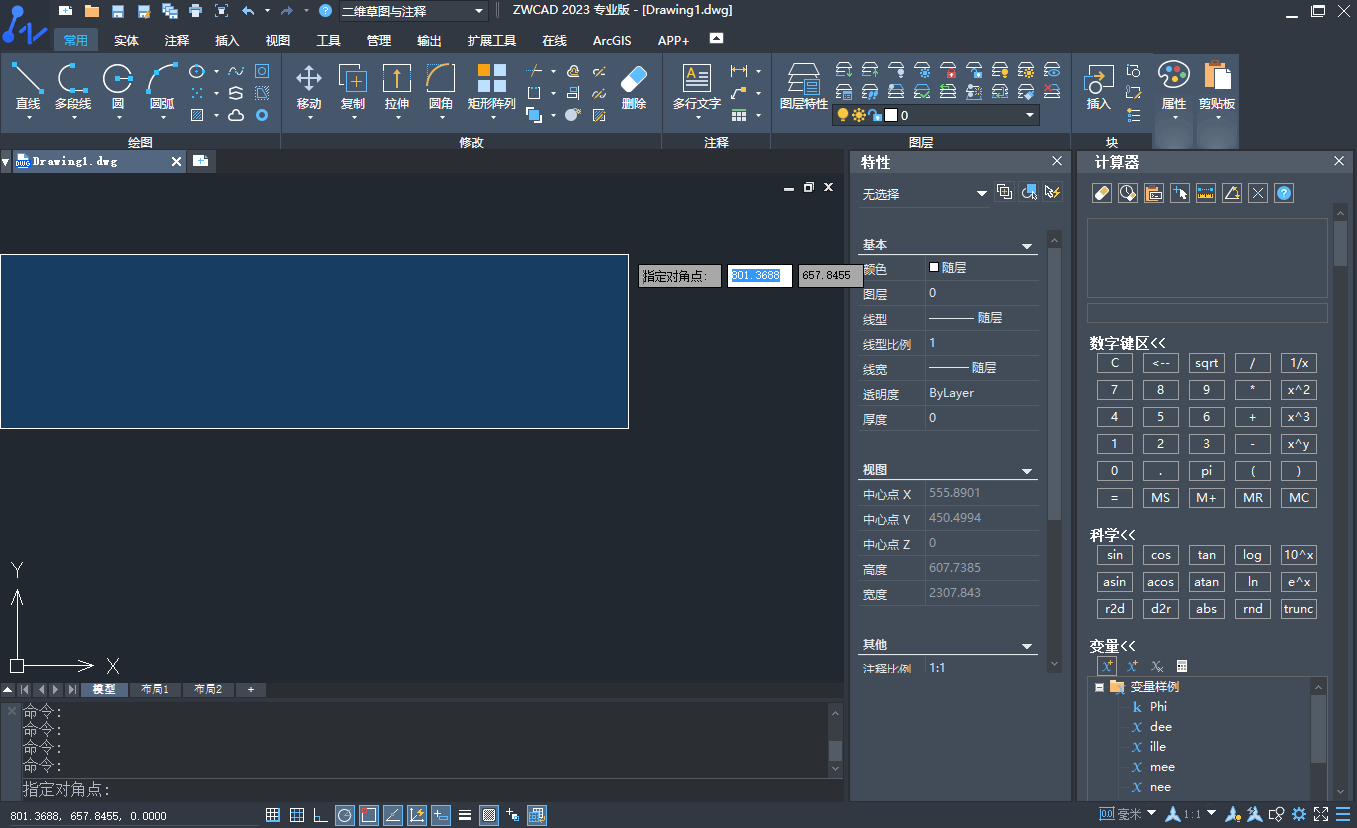 二维草图与注释
ZWCAD 2023 专业版 - [Drawing1.dwg]
常用 实体 注释 插入 视图 工具 管理 输出 扩展工具 在线 ArcGIS APP+
直线 多段线 圆 圆弧 移动 复制 拉伸 圆角 矩形阵列 删除 多行文字 图层特性 插入 属性 剪贴板
0
绘图 修改 注释 图层 块
Drawing1.dwg
特性
无选择
基本
颜色 随层
图层 0
线型 随层
线型比例 1
线宽 随层
透明度 ByLayer
厚度 0
视图
中心点 X 555.8901
中心点 Y 450.4994
中心点 Z 0
高度 607.7385
宽度 2307.843
其他
注释比例 1:1
指定对角点: 801.3688 657.8455
Y
X
计算器
数字键区<<
C <-- sqrt / 1/x
7 8 9 * x^2
4 5 6 + x^3
1 2 3 - x^y
0 . pi ( )
= MS M+ MR MC
科学<<
sin cos tan log 10^x
asin acos atan ln e^x
r2d d2r abs rnd trunc
变量<<
变量样例
k Phi
X dee
X ille
X mee
X nee
模型 布局1 布局2 +
命令:
命令:
命令:
命令:
指定对角点:
801.3688, 657.8455, 0.0000
毫米 1:1